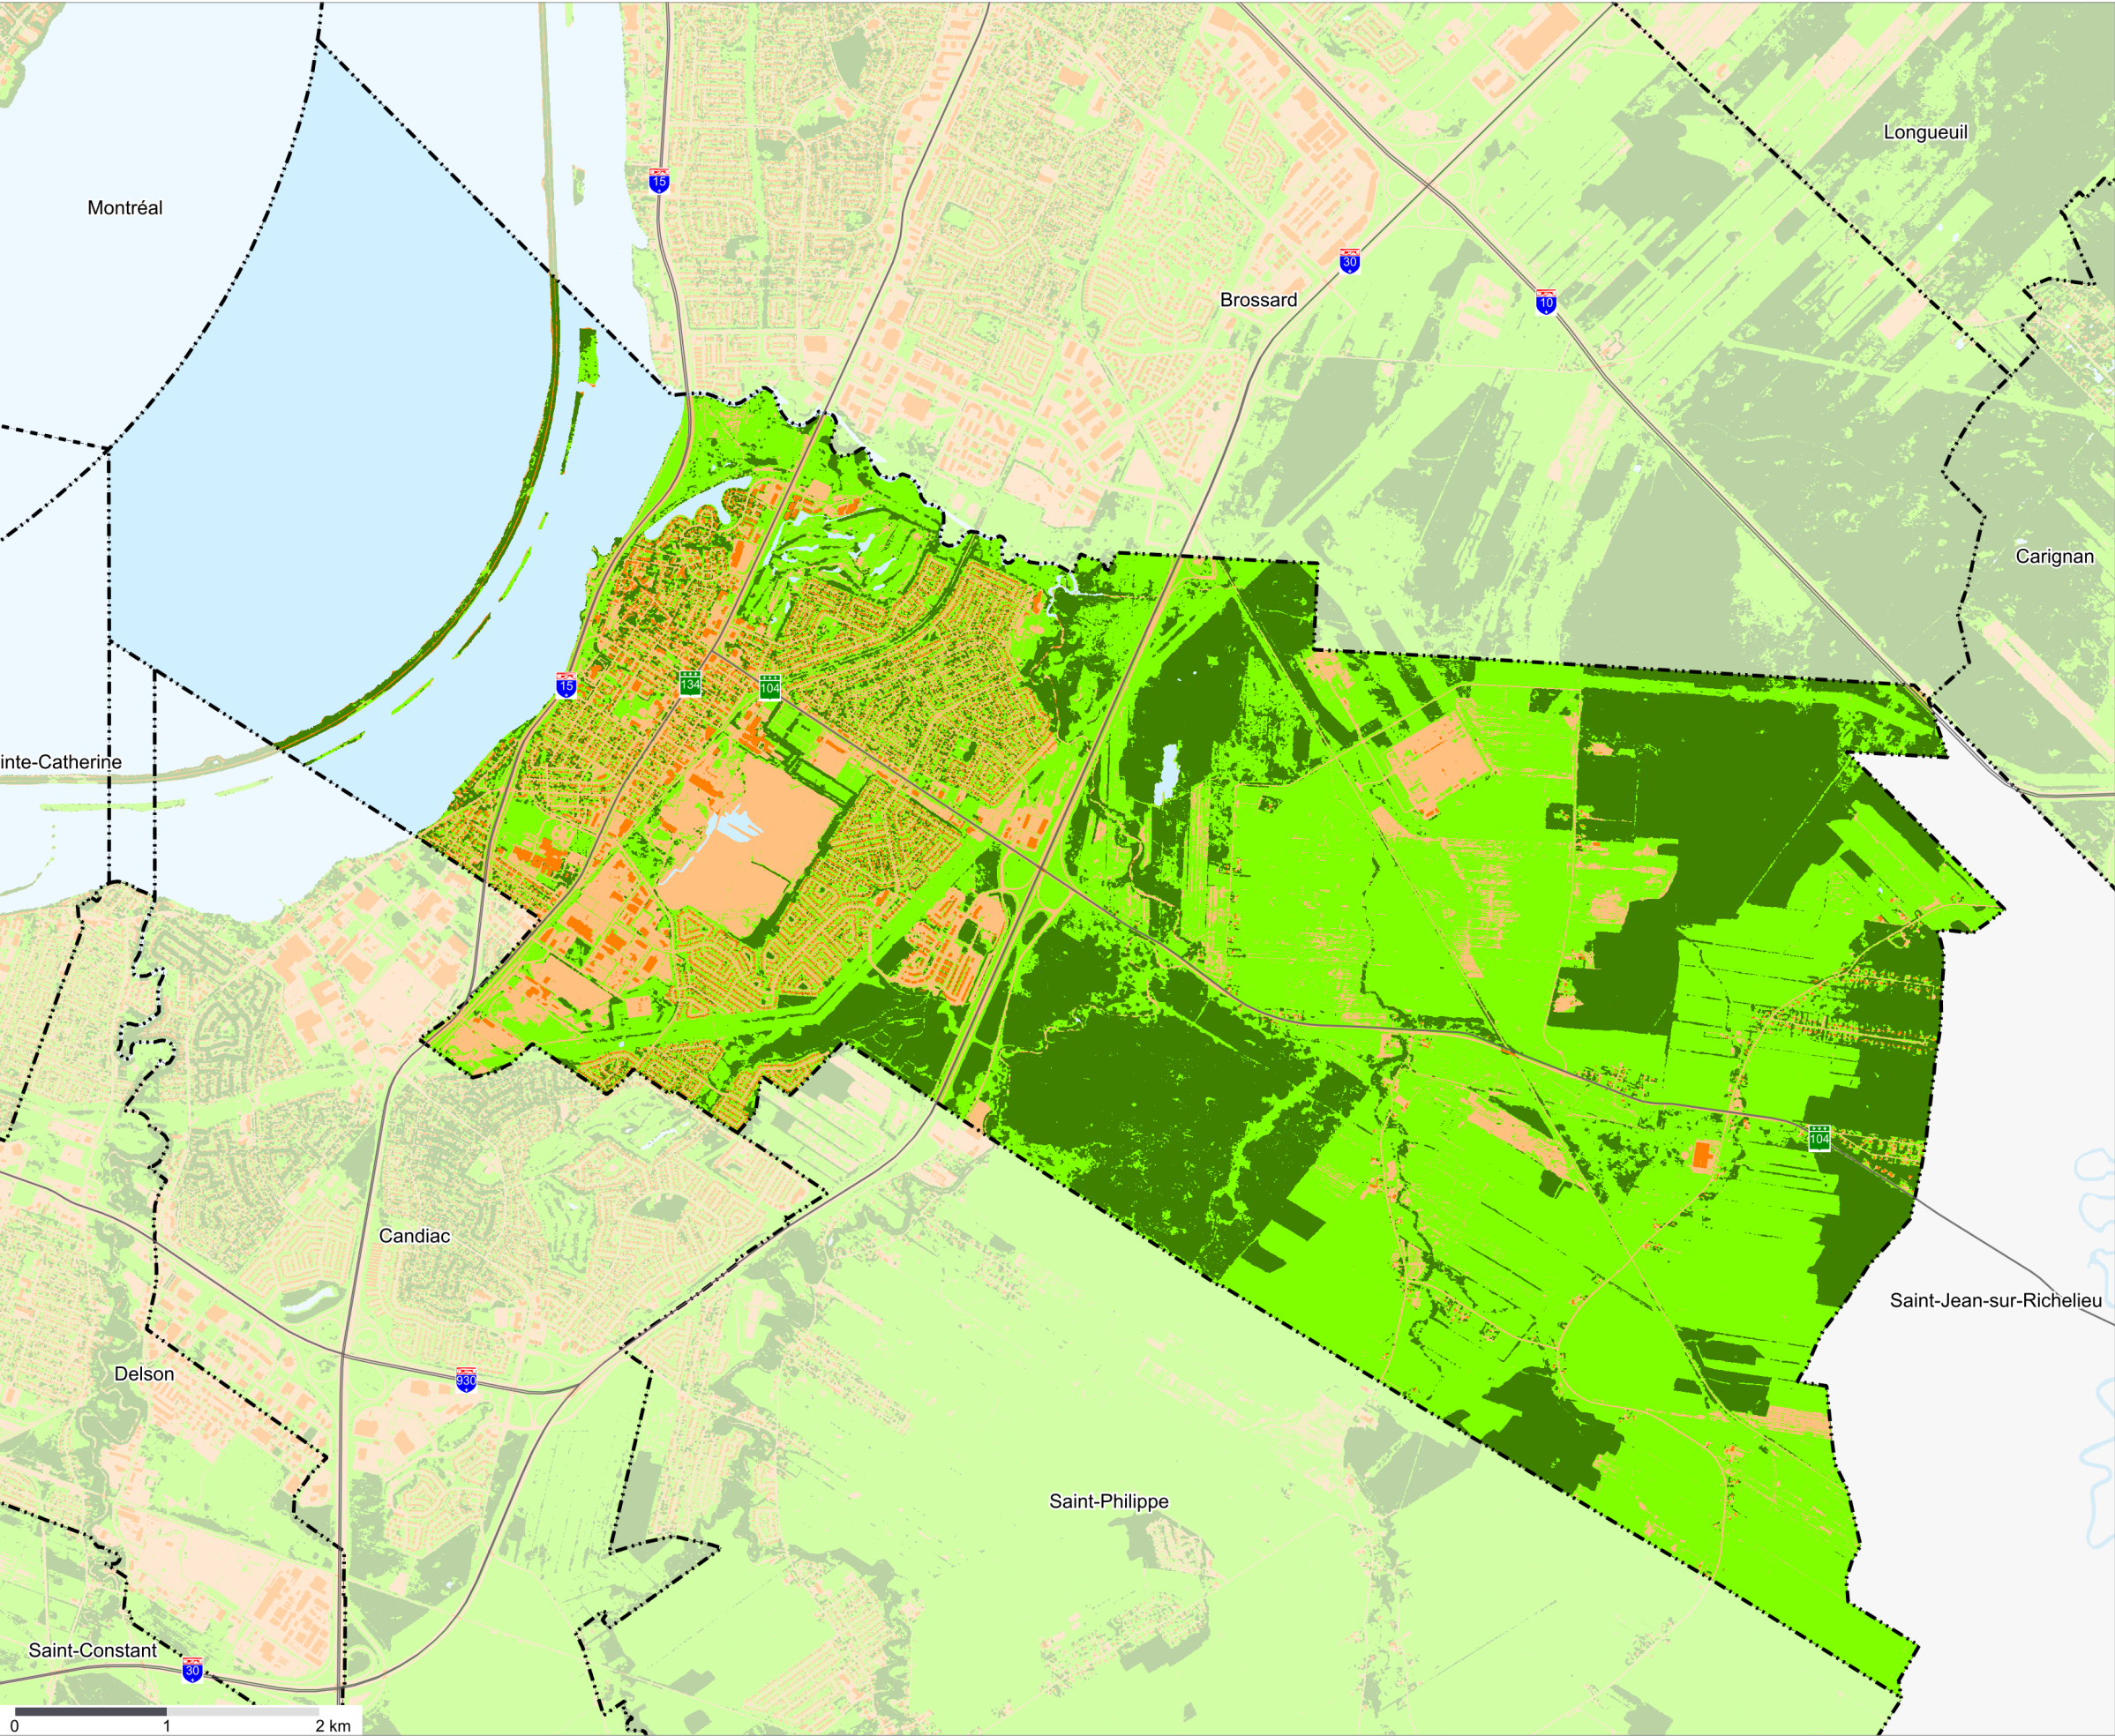 Longueuil
15
Montréal
30
Brossard
10
Carignan
15
134
104
inte-Catherine
104
Candiac
Saint-Jean-sur-Richelieu
Delson
930
Saint-Philippe
Saint-Constant
30
0 1 2 km